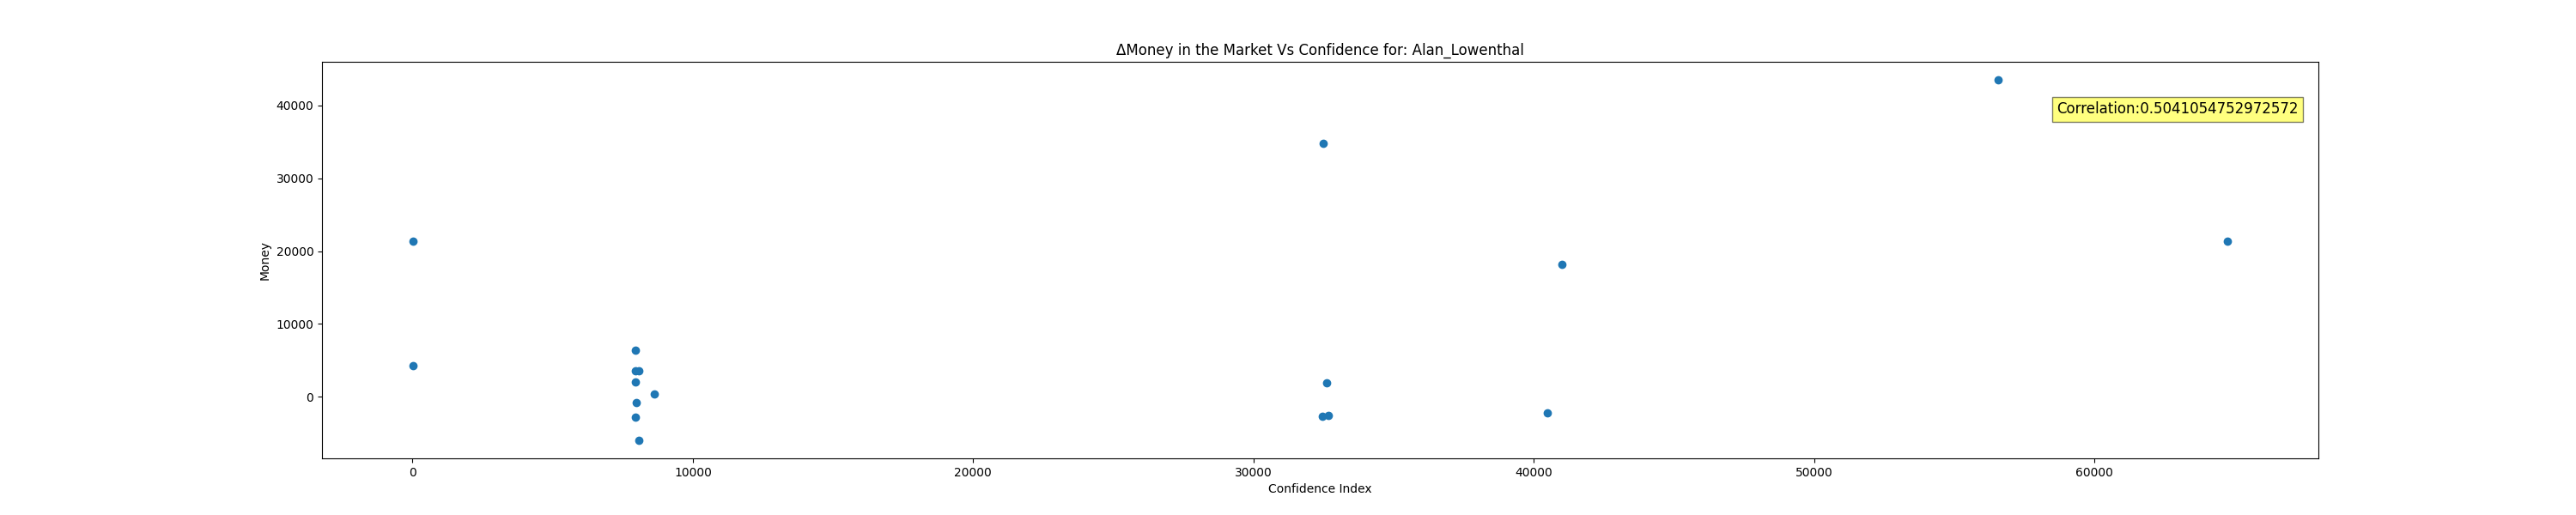 ΔMoney in the Market Vs Confidence for: Alan_Lowenthal
Correlation:0.5041054752972572
40000
30000
20000
10000
0
Money
0 10000 20000 30000 40000 50000 60000
Confidence Index